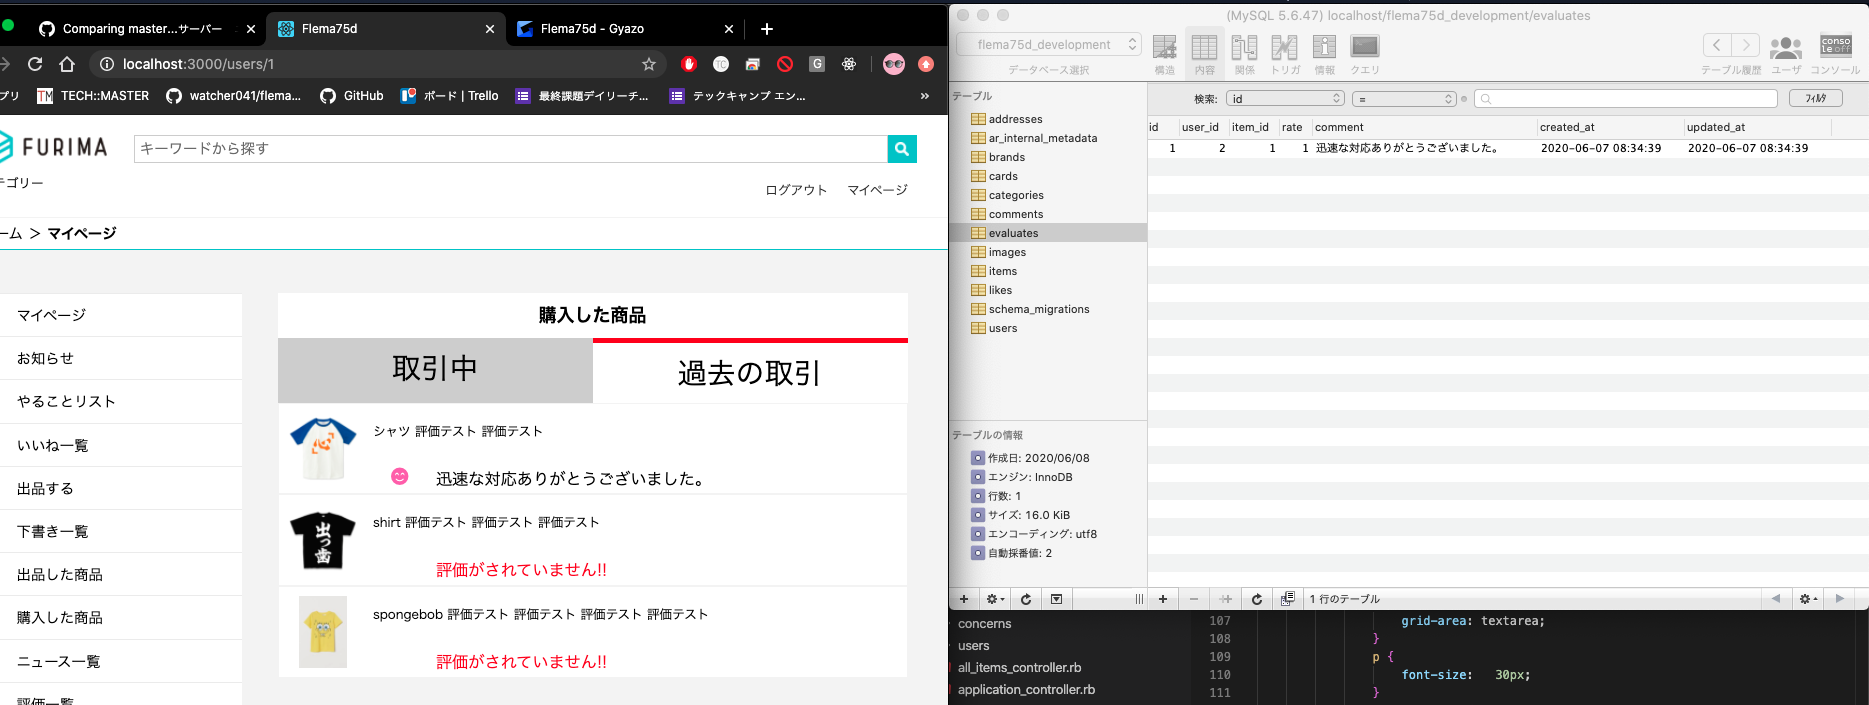 Comparing master...サーバー
Flema75d
Flema75d - Gyazo
localhost:3000/users/1
プリ
TECH::MASTER
watcher041/flema...
GitHub
ボード | Trello
最終課題デイリーチ...
テックキャンプ エン...
»
FURIMA
キーワードから探す
テゴリー
ログアウト マイページ
ーム > マイページ
マイページ
お知らせ
やることリスト
いいね一覧
出品する
下書き一覧
出品した商品
購入した商品
ニュース一覧
評価一覧
購入した商品
取引中
過去の取引
シャツ 評価テスト 評価テスト
迅速な対応ありがとうございました。
出っ歯
shirt 評価テスト 評価テスト 評価テスト
評価がされていません!!
spongebob 評価テスト 評価テスト 評価テスト 評価テスト
評価がされていません!!
(MySQL 5.6.47) localhost/flema75d_development/evaluates
flema75d_development
データベース選択
構造 内容 関係 トリガ 情報 クエリ
テーブル履歴 ユーザ コンソール
conso
le off
テーブル
addresses
ar_internal_metadata
brands
cards
categories
comments
evaluates
images
items
likes
schema_migrations
users
検索: id = フィルタ
id user_id item_id rate comment created_at updated_at
1 2 1 1 迅速な対応ありがとうございました。 2020-06-07 08:34:39 2020-06-07 08:34:39
テーブルの情報
作成日: 2020/06/08
エンジン: InnoDB
行数: 1
サイズ: 16.0 KiB
エンコーディング: utf8
自動採番値: 2
1 行のテーブル
concerns
users
all_items_controller.rb
application_controller.rb
107 grid-area: textarea;
108 }
109 p {
110 font-size: 30px;
111 }